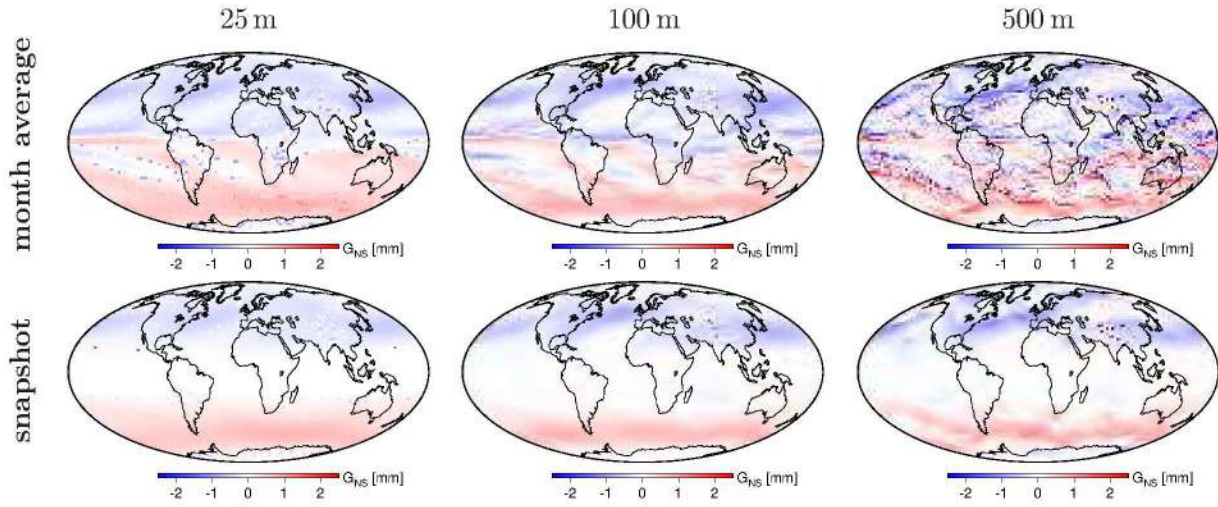 25 m 100 m 500 m
month average
-2 -1 0 1 2 G_NS [mm] -2 -1 0 1 2 G_NS [mm] -2 -1 0 1 2 G_NS [mm]
snapshot
-2 -1 0 1 2 G_NS [mm] -2 -1 0 1 2 G_NS [mm] -2 -1 0 1 2 G_NS [mm]